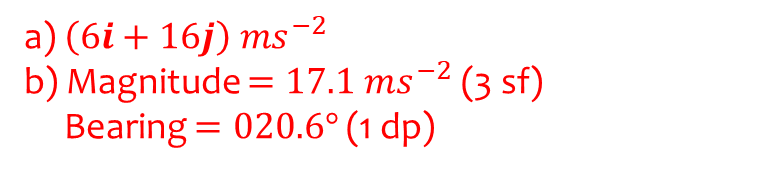 a) (6i + 16j) ms⁻²
b) Magnitude = 17.1 ms⁻² (3 sf)
Bearing = 020.6° (1 dp)